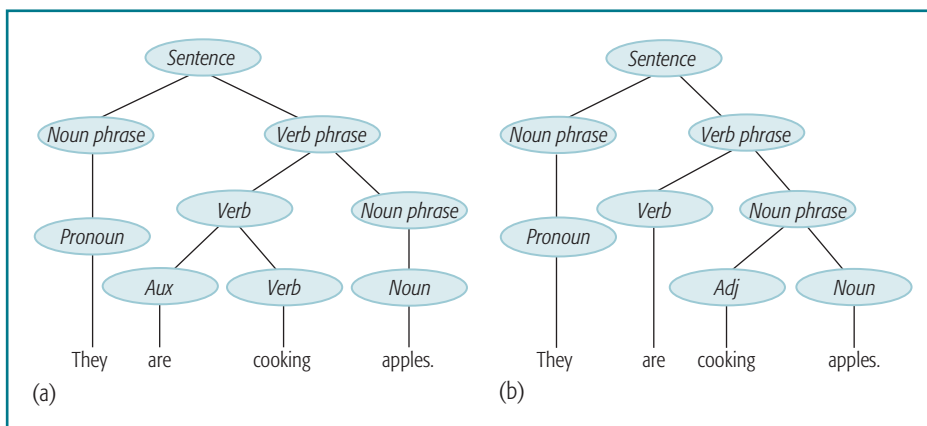 Sentence
Noun phrase
Verb phrase
Verb
Noun phrase
Pronoun
Aux
Verb
Noun
They are cooking apples.
(a)
Sentence
Noun phrase
Verb phrase
Verb
Noun phrase
Pronoun
Adj
Noun
They are cooking apples.
(b)